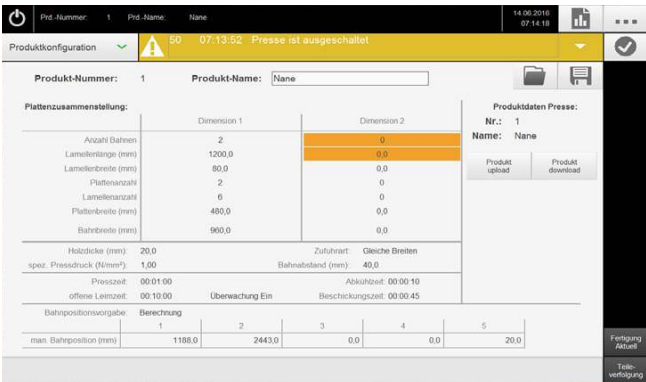 Prd.-Nummer: 1 Prd.-Name: Nane 14.06.2016
07:14:18
Produktkonfiguration 50 07:13:52 Presse ist ausgeschaltet
Produkt-Nummer: 1 Produkt-Name: Nane
Plattenzusammenstellung: Produktdaten Presse:
Dimension 1 Dimension 2 Nr.: 1
Anzahl Bahnen 2 0 Name: Nane
Lamellenlänge (mm) 1200,0 0,0
Lamellenbreite (mm) 80,0 0,0 Produkt upload Produkt download
Plattenanzahl 2 0
Lamellenanzahl 6 0
Plattenbreite (mm) 480,0 0,0
Bahnbreite (mm) 960,0 0,0
Holzdicke (mm): 20,0 Zufuhrart: Gleiche Breiten
spez. Pressdruck (N/mm²): 1,00 Bahnabstand (mm): 40,0
Presszeit: 00:01:00 Abkühlzeit: 00:00:10
offene Leimzeit: 00:10:00 Überwachung Ein Beschickungszeit: 00:00:45
Bahnpositionsvorgabe: Berechnung
1 2 3 4 5
man. Bahnposition (mm) 1188,0 2443,0 0,0 0,0 20,0
Fertigung
Aktuell
Teile-
verfolgung